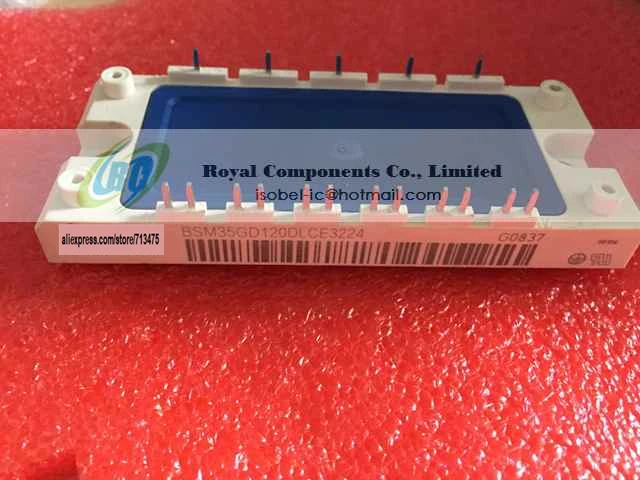 Royal Components Co., Limited
isobel-ic@hotmail.com
aliexpress.com/store/713475
BSM35GD120DLCE3224
G0837